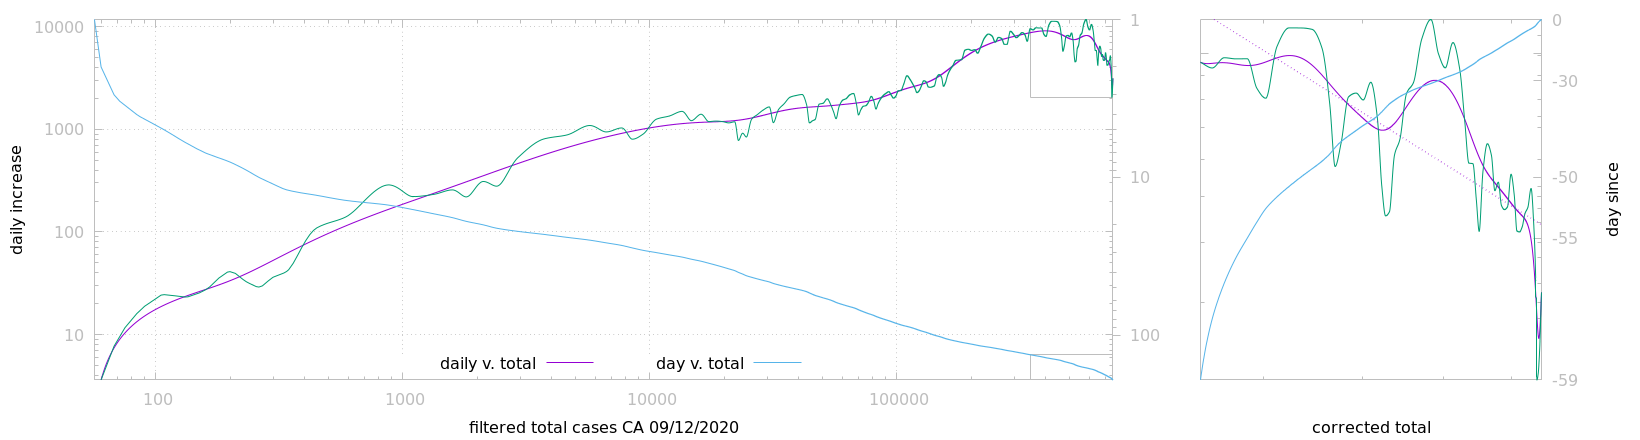 10000
1000
100
10
daily increase
100
1000
10000
100000
1
10
100
daily v. total
day v. total
filtered total cases CA 09/12/2020
0
-30
-50
-55
-59
day since
corrected total